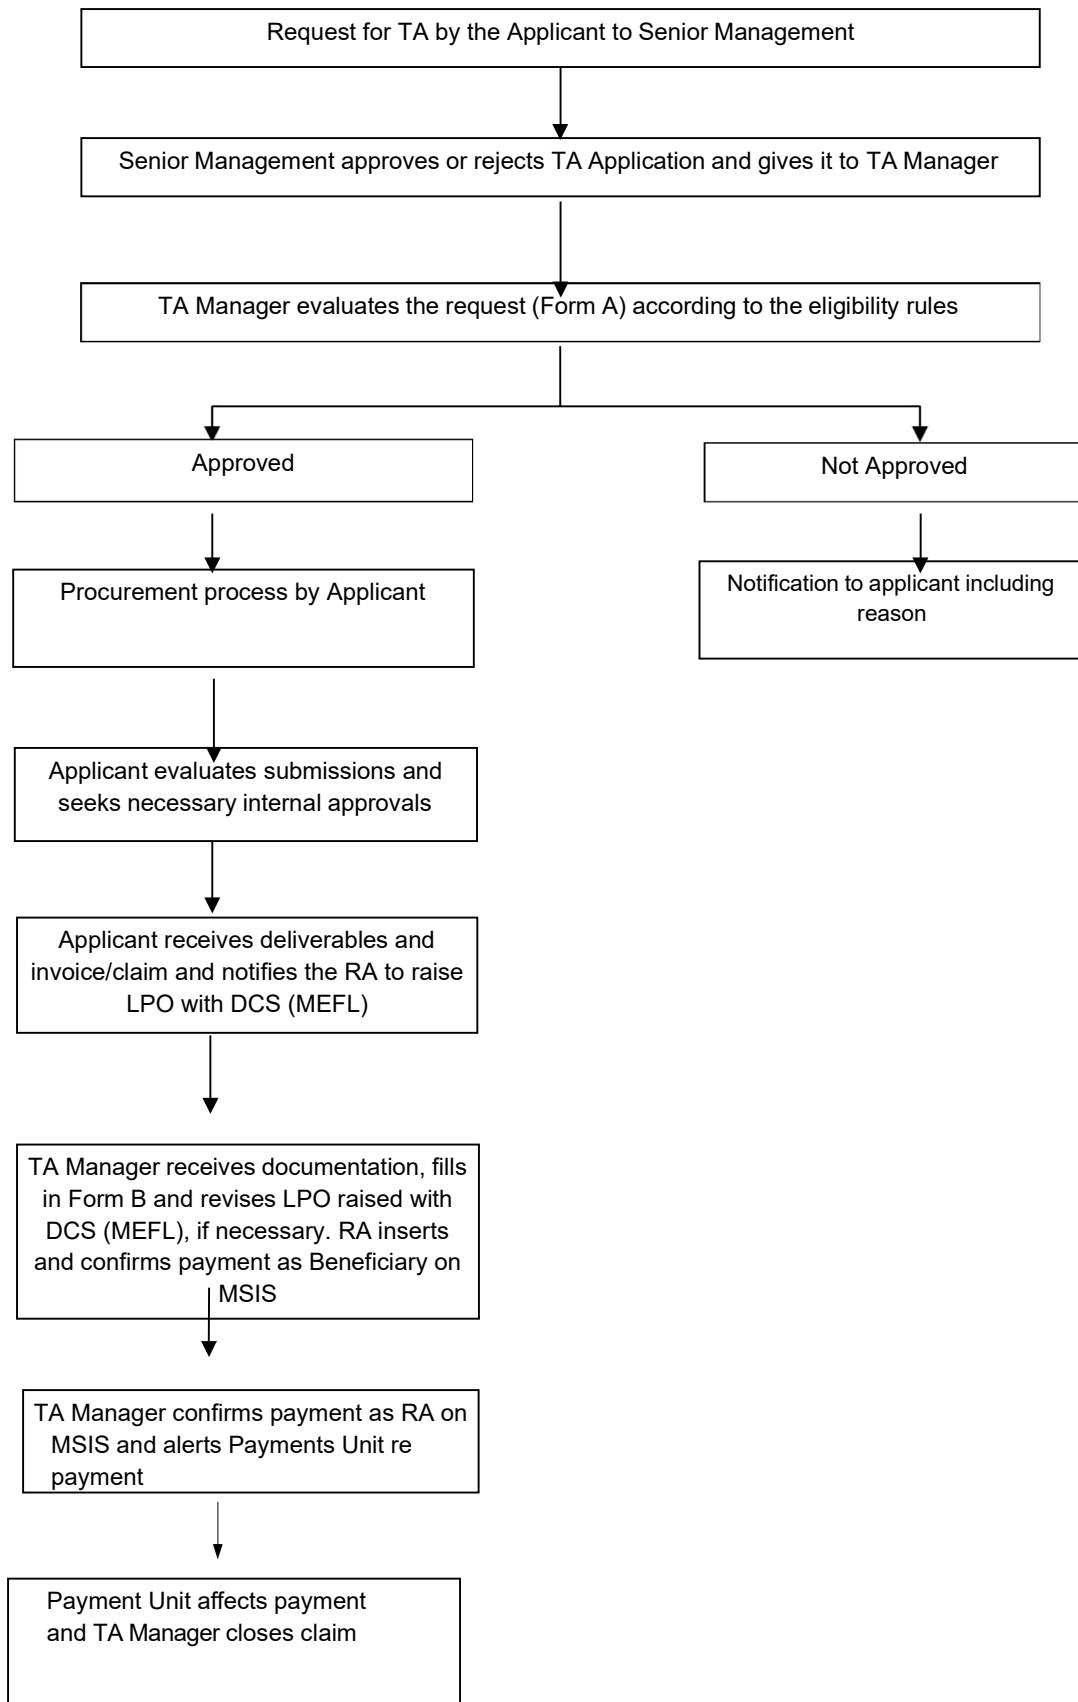 Request for TA by the Applicant to Senior Management
Senior Management approves or rejects TA Application and gives it to TA Manager
TA Manager evaluates the request (Form A) according to the eligibility rules
Approved
Not Approved
Procurement process by Applicant
Notification to applicant including
reason
Applicant evaluates submissions and
seeks necessary internal approvals
Applicant receives deliverables and
invoice/claim and notifies the RA to raise
LPO with DCS (MEFL)
TA Manager receives documentation, fills
in Form B and revises LPO raised with
DCS (MEFL), if necessary. RA inserts
and confirms payment as Beneficiary on
MSIS
TA Manager confirms payment as RA on
MSIS and alerts Payments Unit re
payment
Payment Unit affects payment
and TA Manager closes claim